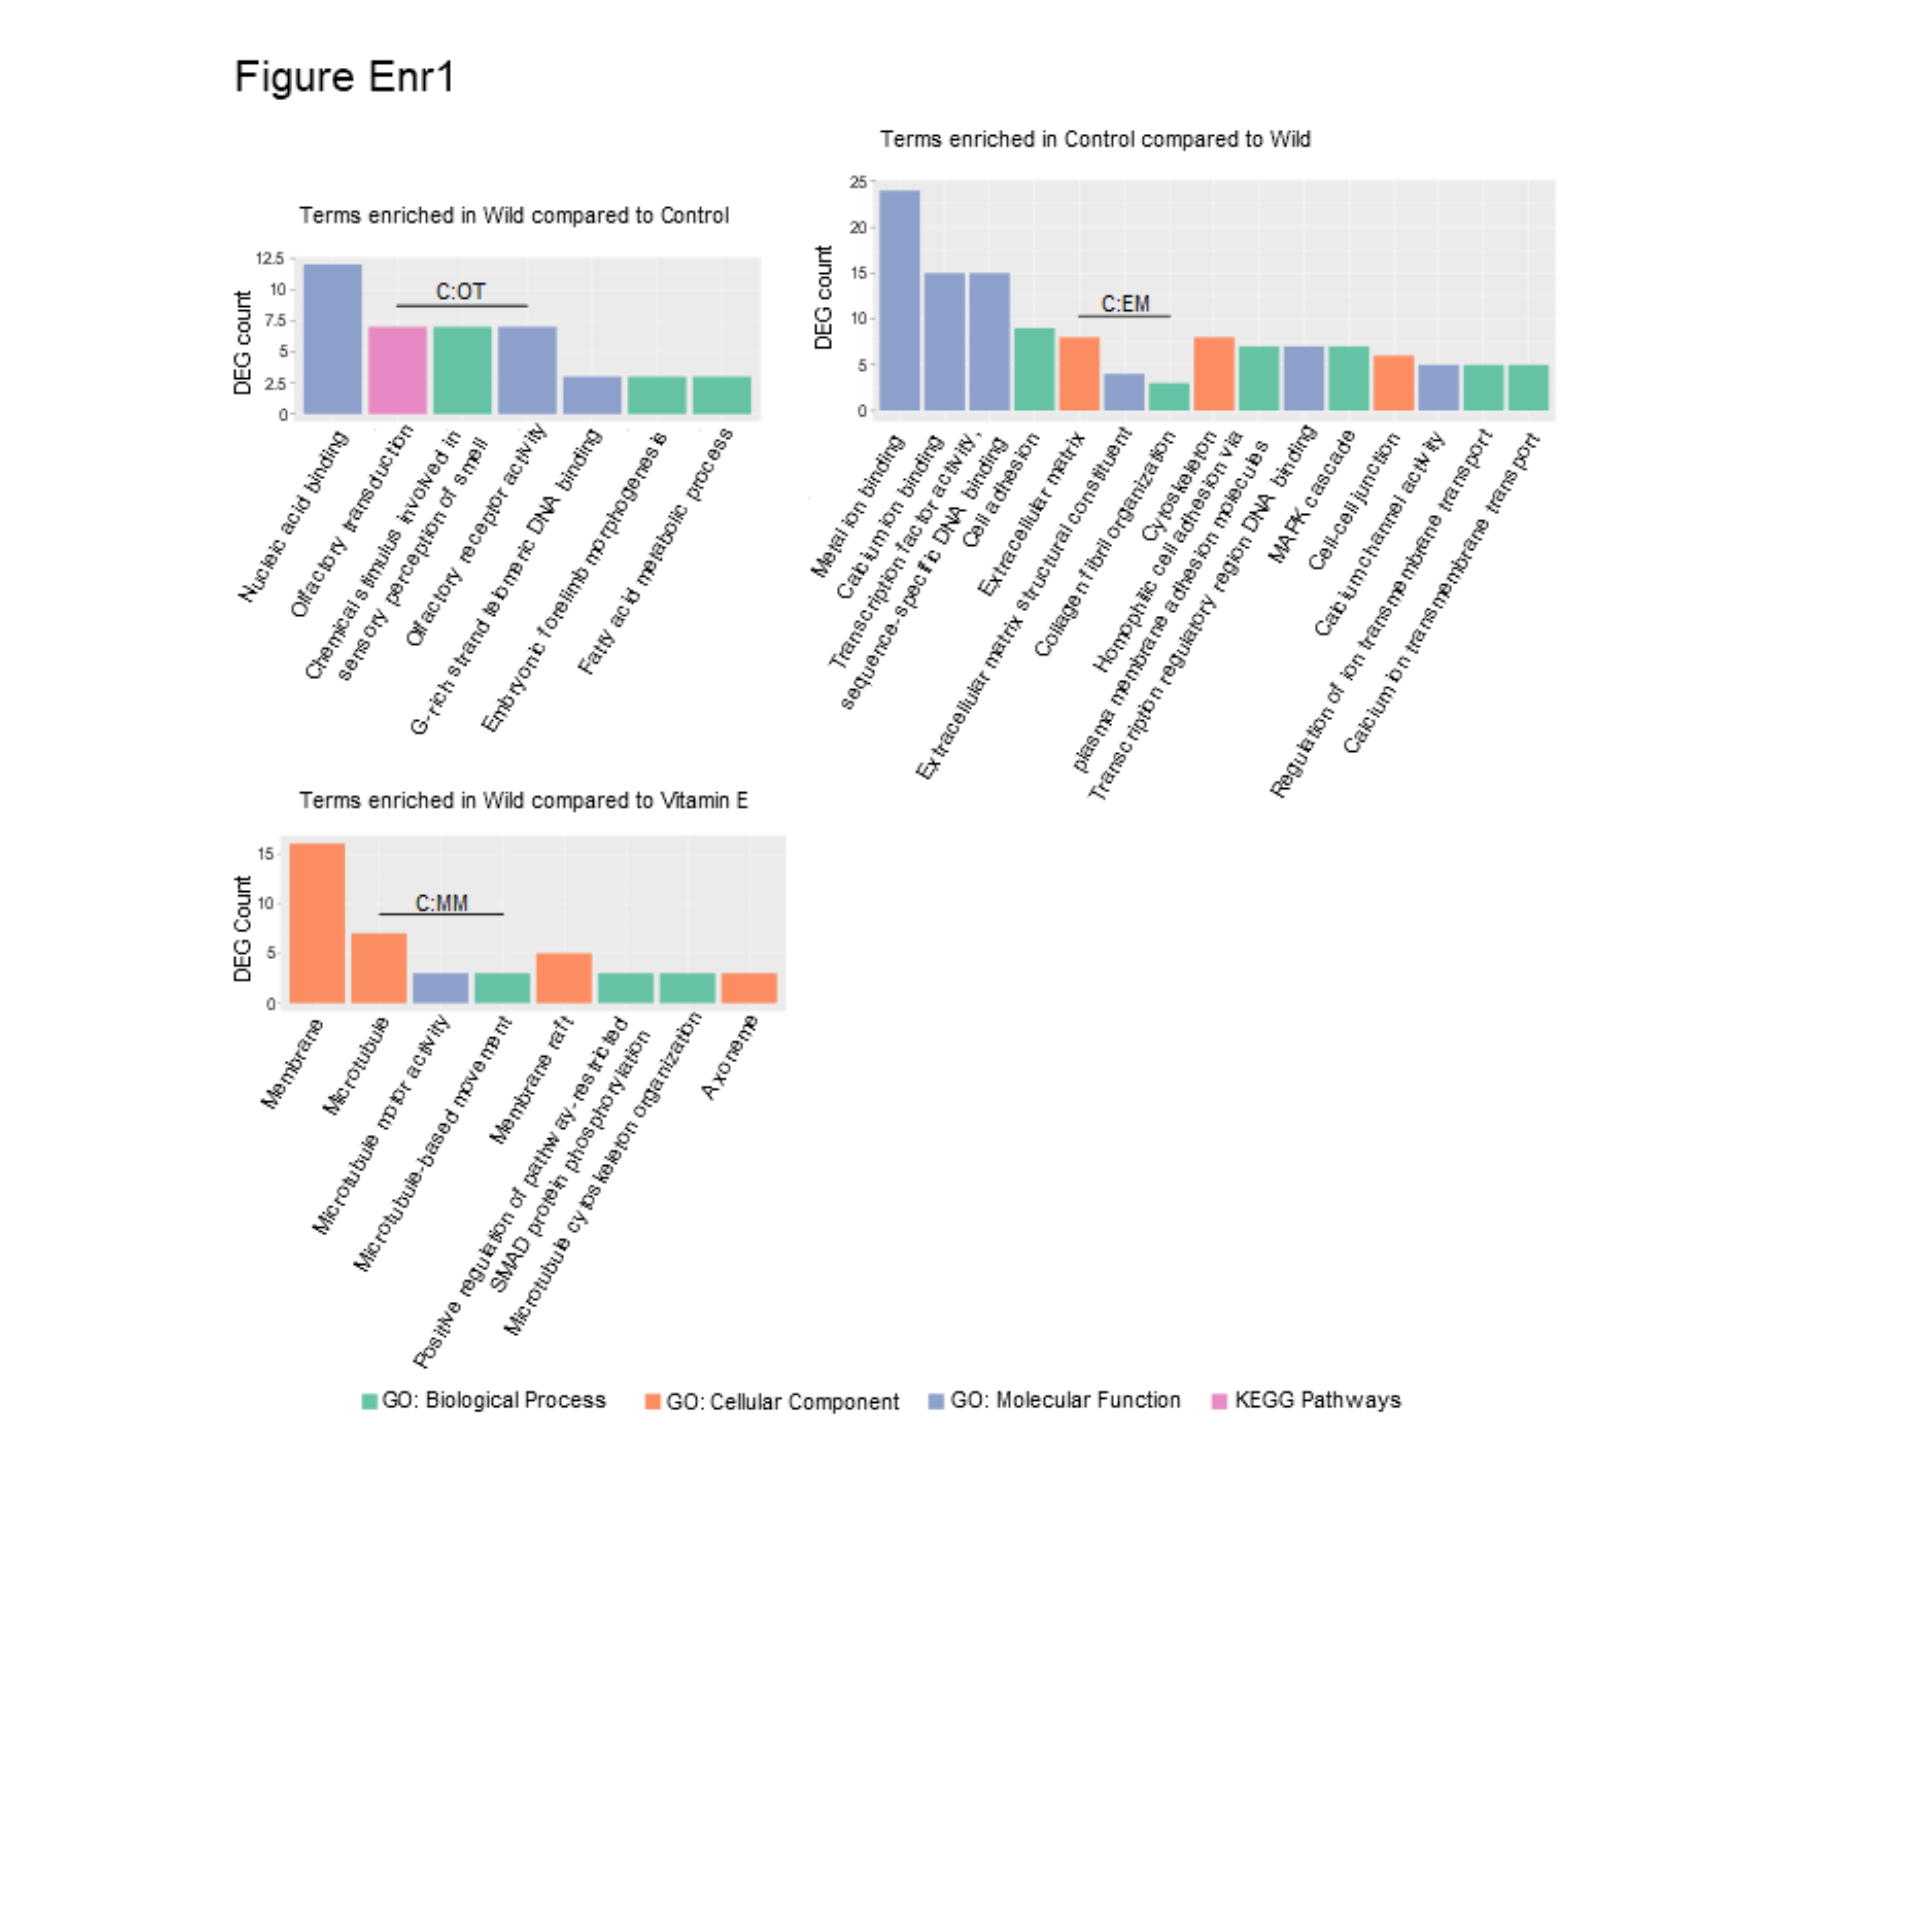 Figure Enr1
Terms enriched in Wild compared to Control
DEG count
12.5
10
7.5
5
2.5
0
C:OT
Nucleic acid binding
Olfactory transduction
Chemical stimulus involved in
sensory perception of smell
Olfactory receptor activity
G-rich strand telomeric DNA binding
Embryonic forelimb morphogenesis
Fatty acid metabolic process
Terms enriched in Control compared to Wild
DEG count
25
20
15
10
5
0
C:EM
Metal ion binding
Calcium ion binding
Transcription factor activity,
sequence-specific DNA binding
Cell adhesion
Extracellular matrix
Extracellular matrix structural constituent
Collagen fibril organization
Cytoskeleton
Homophilic cell adhesion via
plasma membrane adhesion molecules
Transcription regulatory region DNA binding
MAPK cascade
Cell-cell junction
Calcium channel activity
Regulation of ion transmembrane transport
Calcium ion transmembrane transport
Terms enriched in Wild compared to Vitamin E
DEG Count
15
10
5
0
C:MM
Membrane
Microtubule
Microtubule motor activity
Microtubule-based movement
Membrane raft
Positive regulation of pathway-restricted
SMAD protein phosphorylation
Microtubule cytoskeleton organization
Axoneme
GO: Biological Process
GO: Cellular Component
GO: Molecular Function
KEGG Pathways